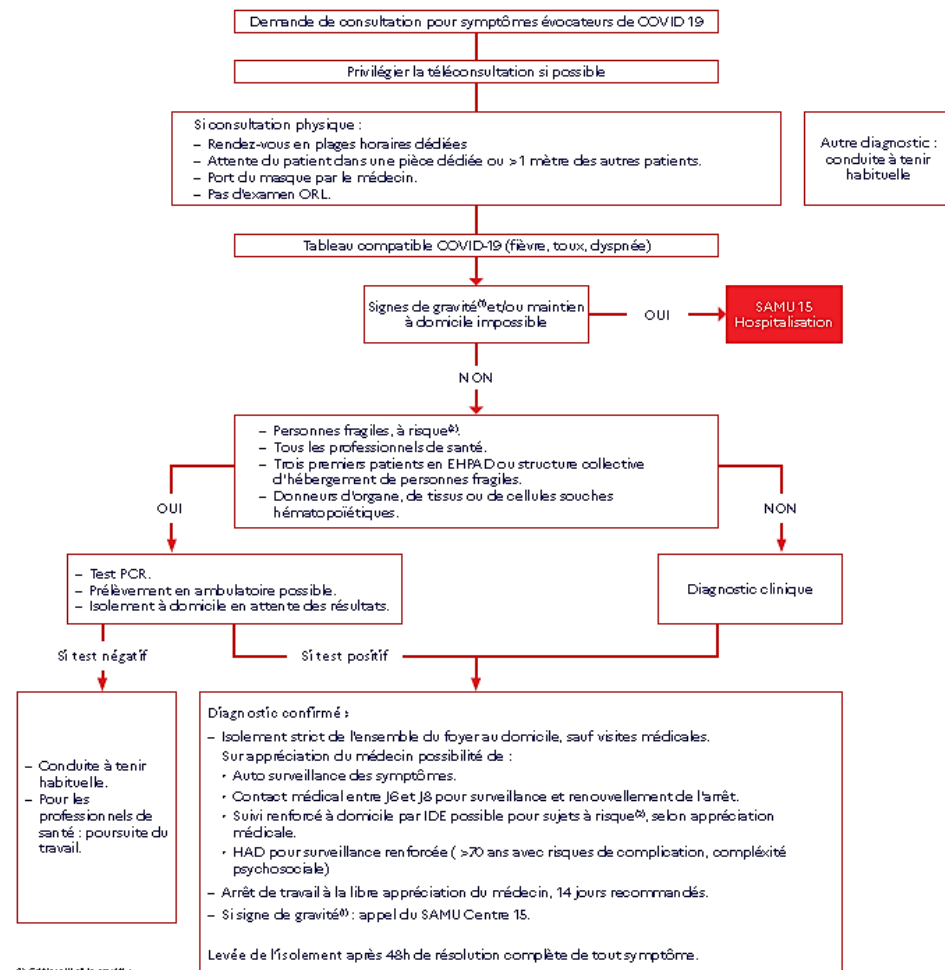 Demande de consultation pour symptômes évocateurs de COVID 19
Privilégier la téléconsultation si possible
Si consultation physique :
– Rendez-vous en plages horaires dédiées
– Attente du patient dans une pièce dédiée ou >1 mètre des autres patients.
– Port du masque par le médecin.
– Pas d'examen ORL.
Autre diagnostic :
conduite à tenir
habituelle
Tableau compatible COVID-19 (fièvre, toux, dyspnée)
Signes de gravité⁽¹⁾ et/ou maintien
à domicile impossible
OUI
SAMU 15
Hospitalisation
NON
– Personnes fragiles, à risque⁽²⁾.
– Tous les professionnels de santé.
– Trois premiers patients en EHPAD ou structure collective
d'hébergement de personnes fragiles.
– Donneurs d'organe, de tissus ou de cellules souches
hématopoïétiques.
OUI
NON
– Test PCR.
– Prélèvement en ambulatoire possible.
– Isolement à domicile en attente des résultats.
Diagnostic clinique
Si test négatif
Si test positif
– Conduite à tenir
habituelle.
– Pour les
professionnels de
santé : poursuite du
travail.
Diagnostic confirmé :
– Isolement strict de l'ensemble du foyer au domicile, sauf visites médicales.
Sur appréciation du médecin possibilité de :
• Auto surveillance des symptômes.
• Contact médical entre J6 et J8 pour surveillance et renouvellement de l'arrêt.
• Suivi renforcé à domicile par IDE possible pour sujets à risque⁽²⁾, selon appréciation
médicale.
• HAD pour surveillance renforcée ( >70 ans avec risques de complication, compléxité
psychosociale)
– Arrêt de travail à la libre appréciation du médecin, 14 jours recommandés.
– Si signe de gravité⁽¹⁾ : appel du SAMU Centre 15.
Levée de l'isolement après 48h de résolution complète de tout symptôme.